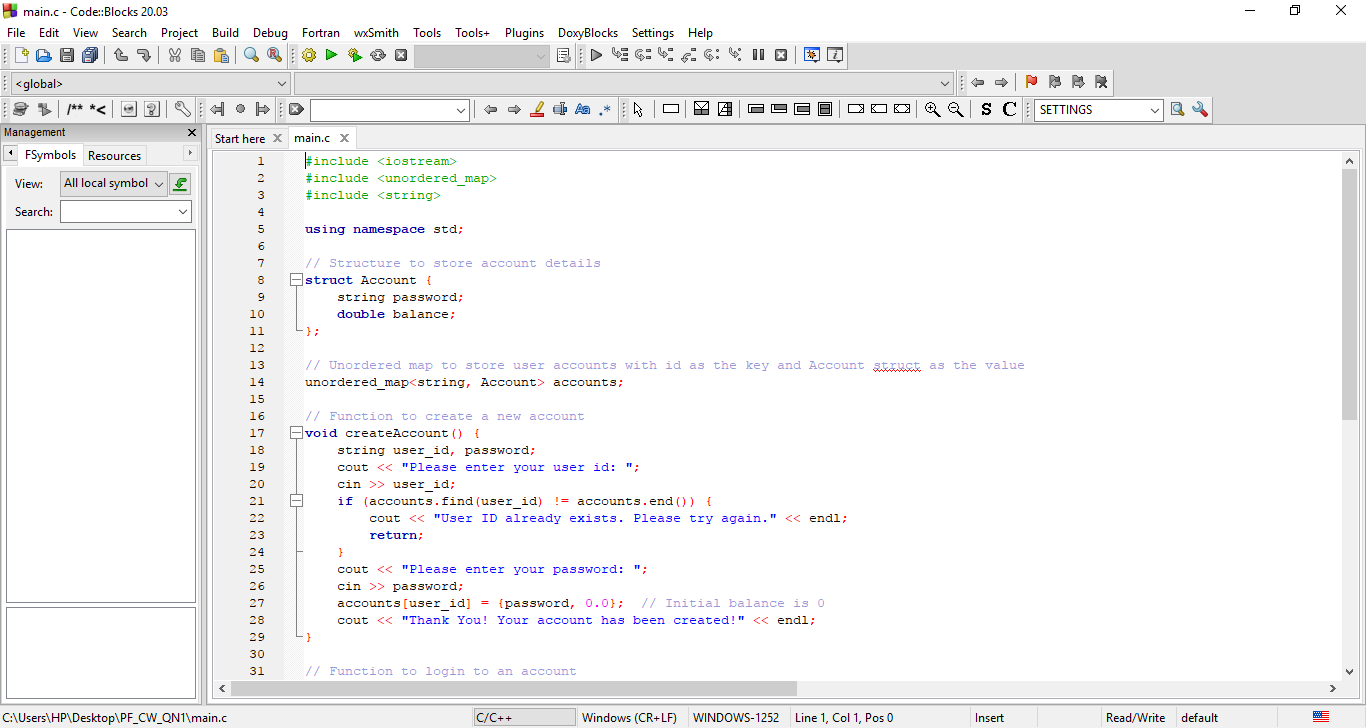 main.c - Code::Blocks 20.03
File Edit View Search Project Build Debug Fortran wxSmith Tools Tools+ Plugins DoxyBlocks Settings Help
<global>
/** *<
Aa .*
S C SETTINGS
Management
Start here main.c
FSymbols Resources
View: All local symbol
Search:
1 #include <iostream>
2 #include <unordered_map>
3 #include <string>
4
5 using namespace std;
6
7 // Structure to store account details
8 struct Account {
9 string password;
10 double balance;
11 };
12
13 // Unordered map to store user accounts with id as the key and Account struct as the value
14 unordered_map<string, Account> accounts;
15
16 // Function to create a new account
17 void createAccount() {
18 string user_id, password;
19 cout << "Please enter your user id: ";
20 cin >> user_id;
21 if (accounts.find(user_id) != accounts.end()) {
22 cout << "User ID already exists. Please try again." << endl;
23 return;
24 }
25 cout << "Please enter your password: ";
26 cin >> password;
27 accounts[user_id] = {password, 0.0}; // Initial balance is 0
28 cout << "Thank You! Your account has been created!" << endl;
29 }
30
31 // Function to login to an account
C:\Users\HP\Desktop\PF_CW_QN1\main.c C/C++ Windows (CR+LF) WINDOWS-1252 Line 1, Col 1, Pos 0 Insert Read/Write default